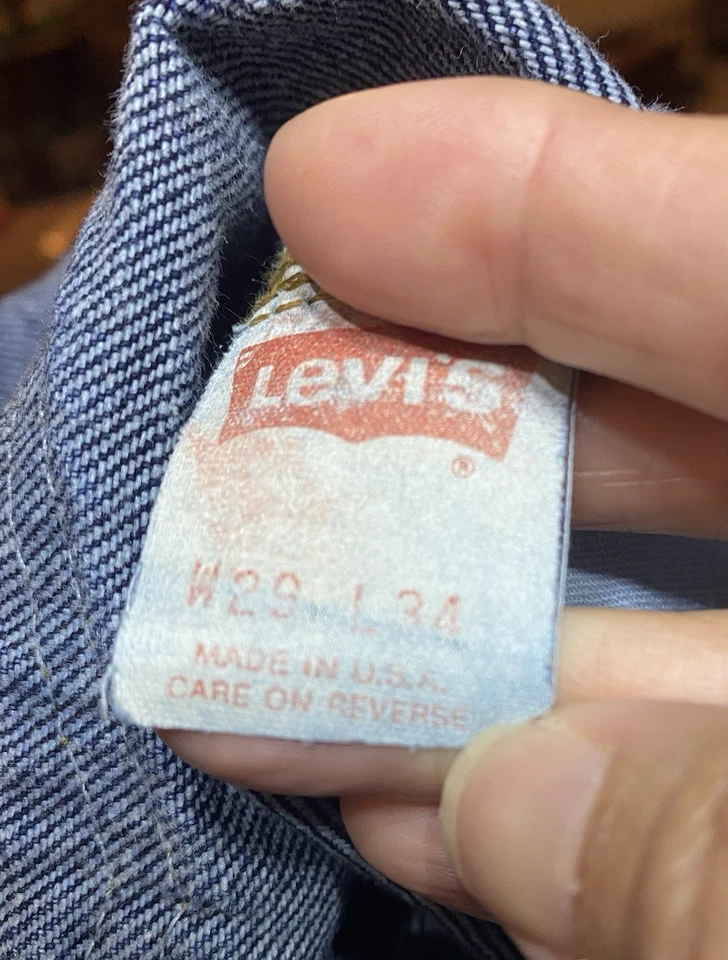 Levi's
®
W29 L34
MADE IN U.S.A.
CARE ON REVERSE